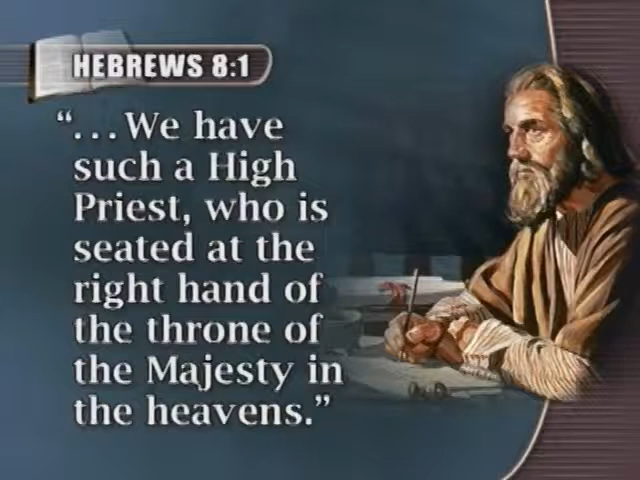 HEBREWS 8:1
“...We have
such a High
Priest, who is
seated at the
right hand of
the throne of
the Majesty in
the heavens.”